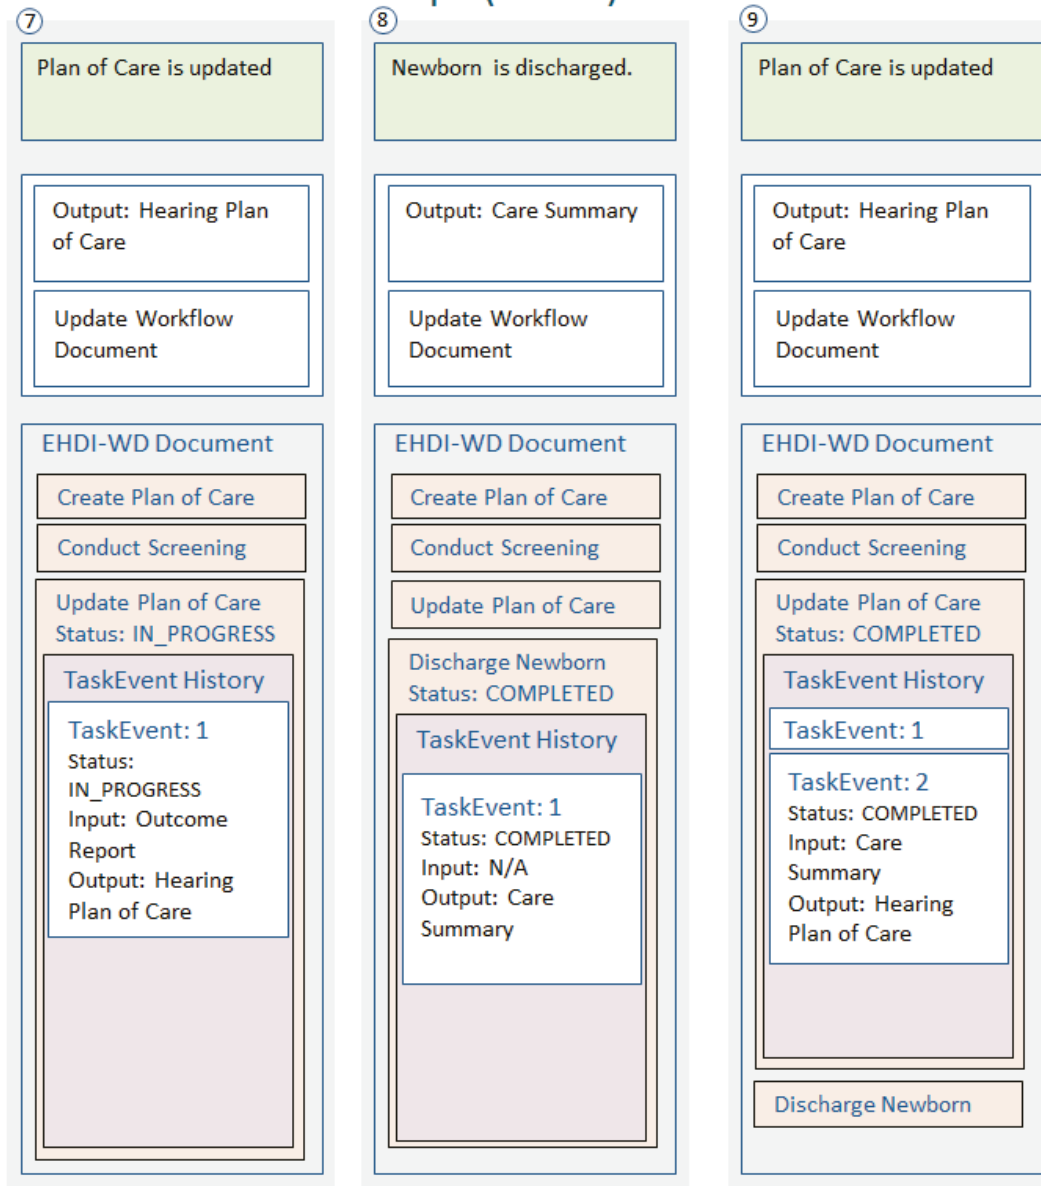 7
Plan of Care is updated
Output: Hearing Plan
of Care
Update Workflow
Document
EHDI-WD Document
Create Plan of Care
Conduct Screening
Update Plan of Care
Status: IN_PROGRESS
TaskEvent History
TaskEvent: 1
Status:
IN_PROGRESS
Input: Outcome
Report
Output: Hearing
Plan of Care
8
Newborn is discharged.
Output: Care Summary
Update Workflow
Document
EHDI-WD Document
Create Plan of Care
Conduct Screening
Update Plan of Care
Discharge Newborn
Status: COMPLETED
TaskEvent History
TaskEvent: 1
Status: COMPLETED
Input: N/A
Output: Care
Summary
9
Plan of Care is updated
Output: Hearing Plan
of Care
Update Workflow
Document
EHDI-WD Document
Create Plan of Care
Conduct Screening
Update Plan of Care
Status: COMPLETED
TaskEvent History
TaskEvent: 1
TaskEvent: 2
Status: COMPLETED
Input: Care
Summary
Output: Hearing
Plan of Care
Discharge Newborn